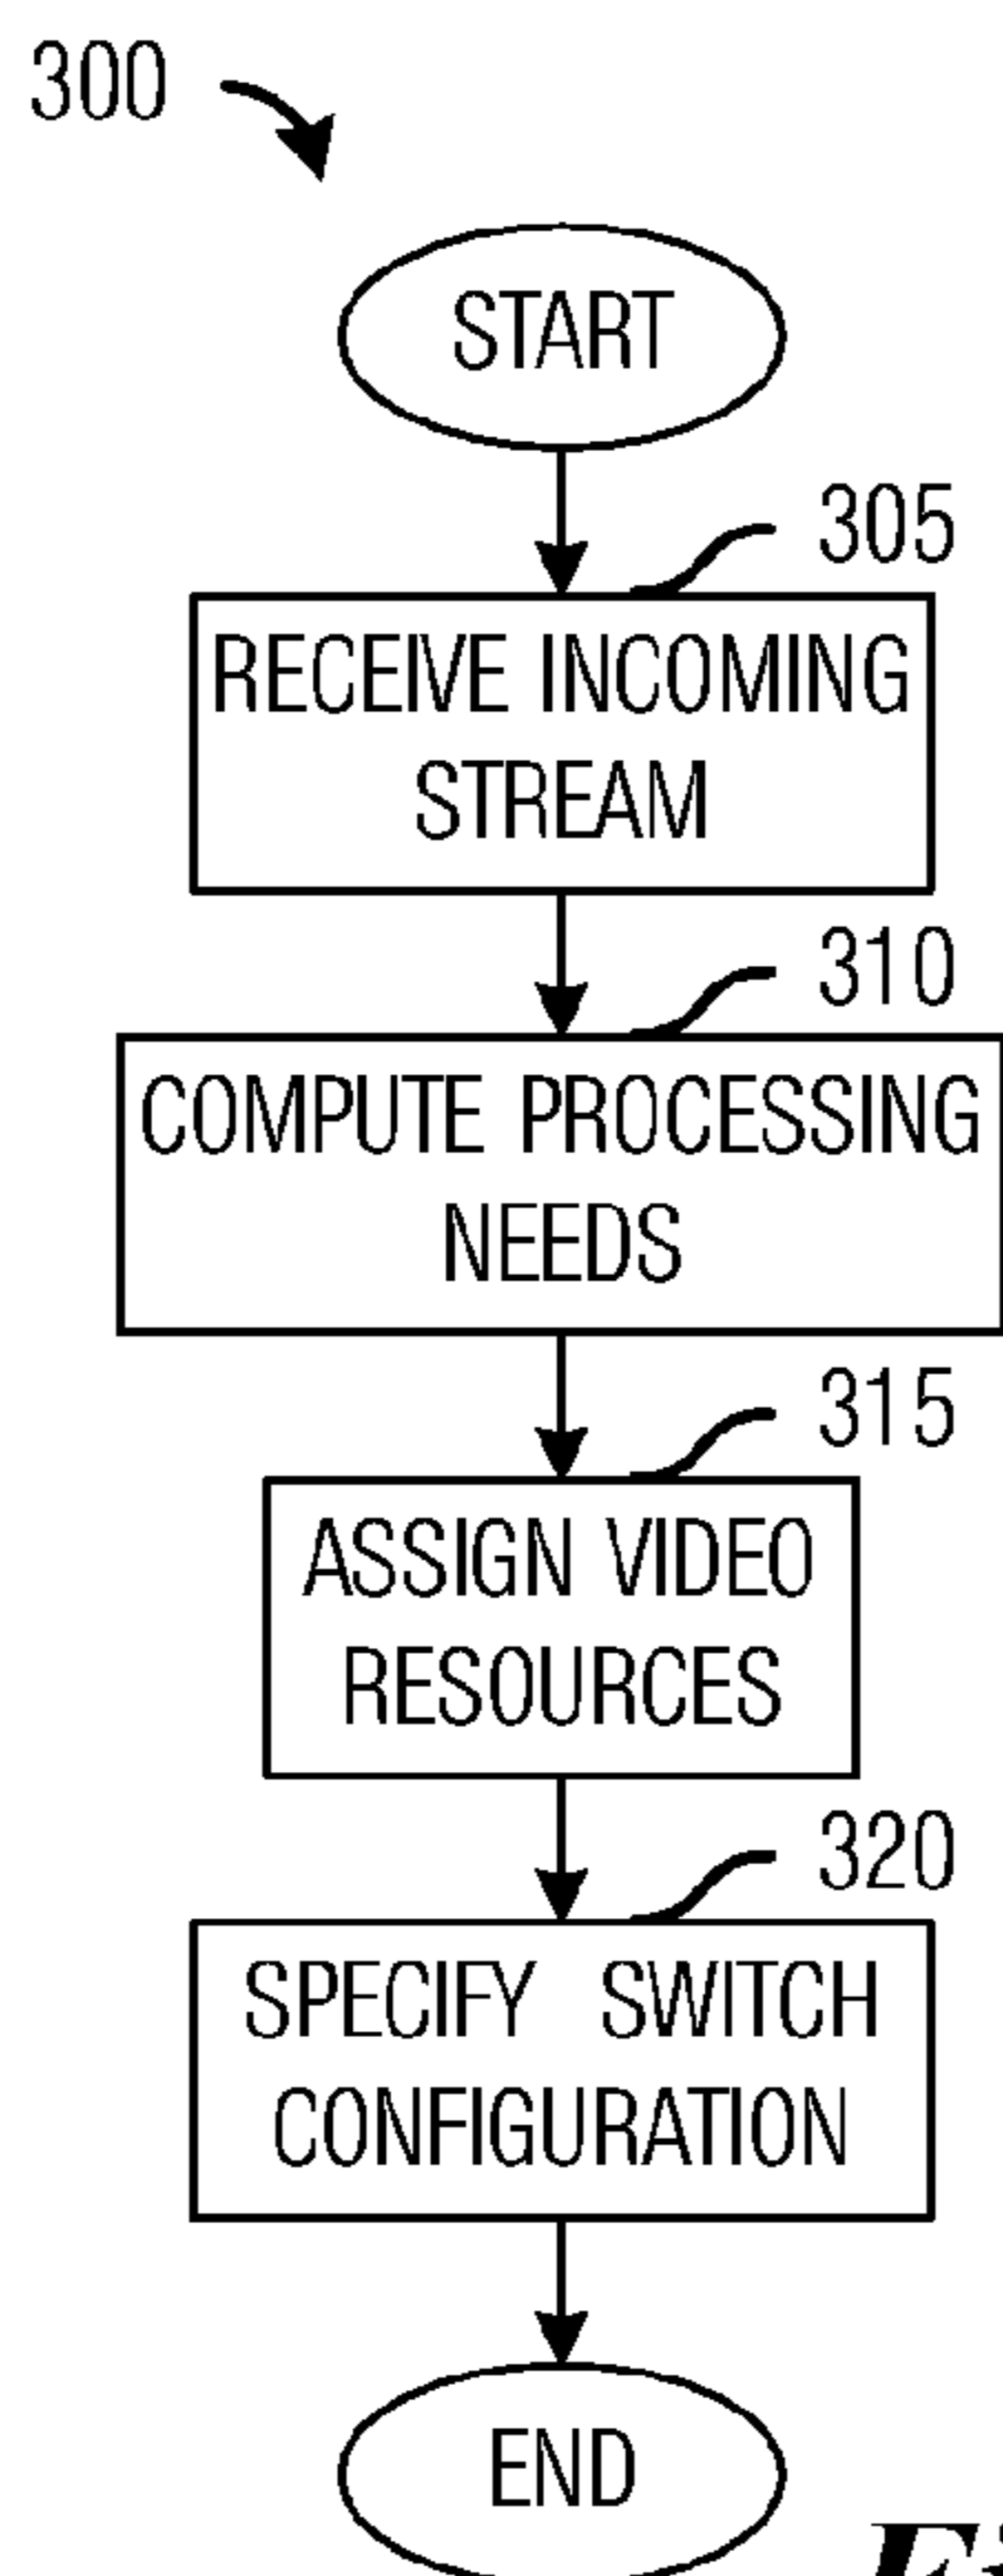 300
START
305
RECEIVE INCOMING
STREAM
310
COMPUTE PROCESSING
NEEDS
315
ASSIGN VIDEO
RESOURCES
320
SPECIFY SWITCH
CONFIGURATION
END